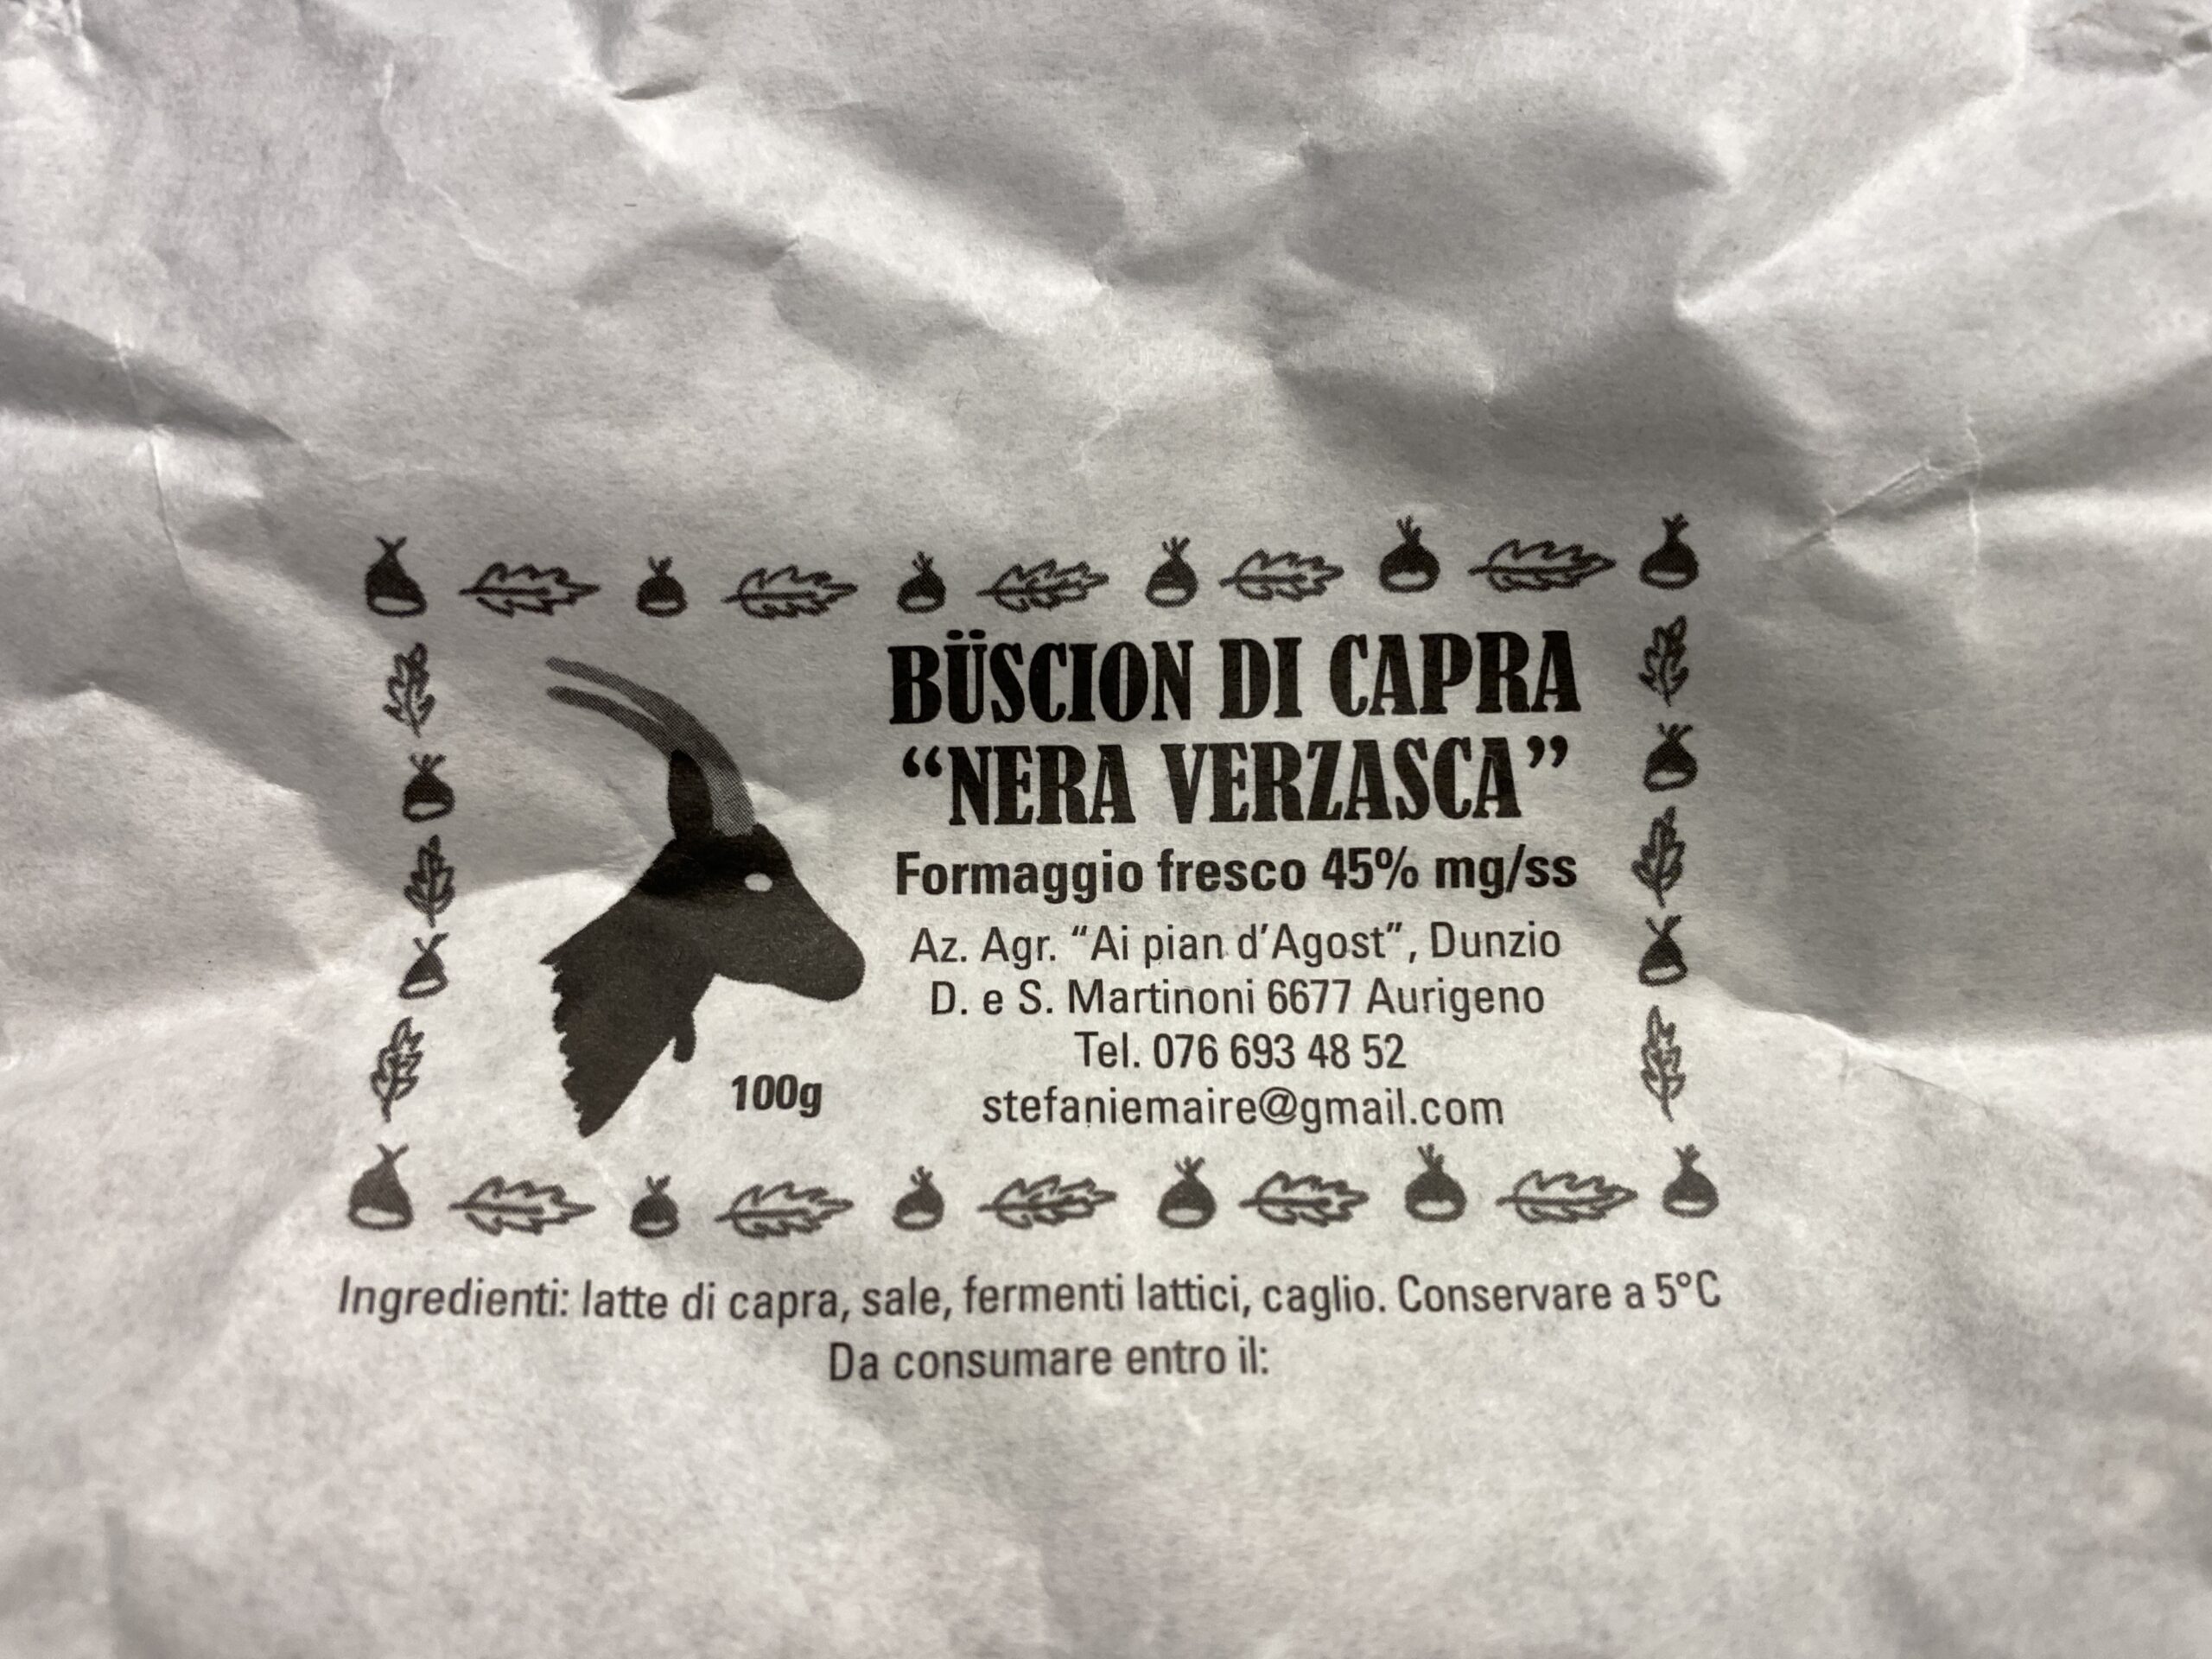 BÜSCION DI CAPRA
“NERA VERZASCA”
Formaggio fresco 45% mg/ss
Az. Agr. “Ai pian d’Agost”, Dunzio
D. e S. Martinoni 6677 Aurigeno
Tel. 076 693 48 52
stefaniemaire@gmail.com
100g
Ingredienti: latte di capra, sale, fermenti lattici, caglio. Conservare a 5°C
Da consumare entro il: